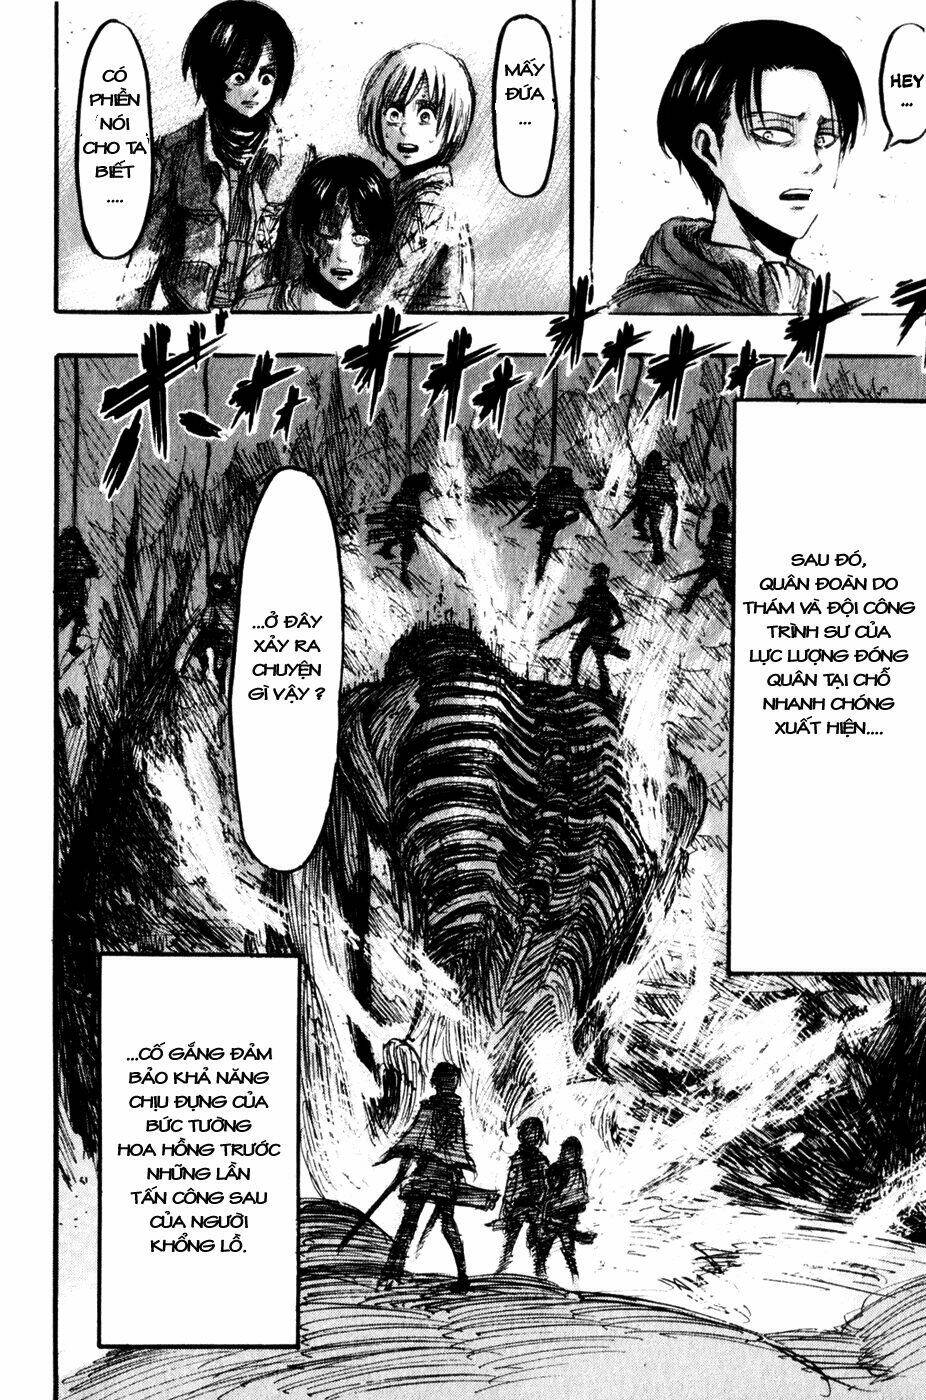 HEY
...
MẤY
ĐỨA
...
CÓ
PHIỀN
NÓI
CHO TA
BIẾT
....
SAU ĐÓ,
QUÂN ĐOÀN DO
THÁM VÀ ĐỘI CÔNG
TRÌNH SƯ CỦA
LỰC LƯỢNG ĐÓNG
QUÂN TẠI CHỖ
NHANH CHÓNG
XUẤT HIỆN....
...Ở ĐÂY
XẢY RA
CHUYỆN
GÌ VẬY ?
...CỐ GẮNG ĐẢM
BẢO KHẢ NĂNG
CHỊU ĐỤNG CỦA
BỨC TƯỜNG
HOA HỒNG TRƯỚC
NHỮNG LẦN
TẤN CÔNG SAU
CỦA NGƯỜI
KHỔNG LỒ.